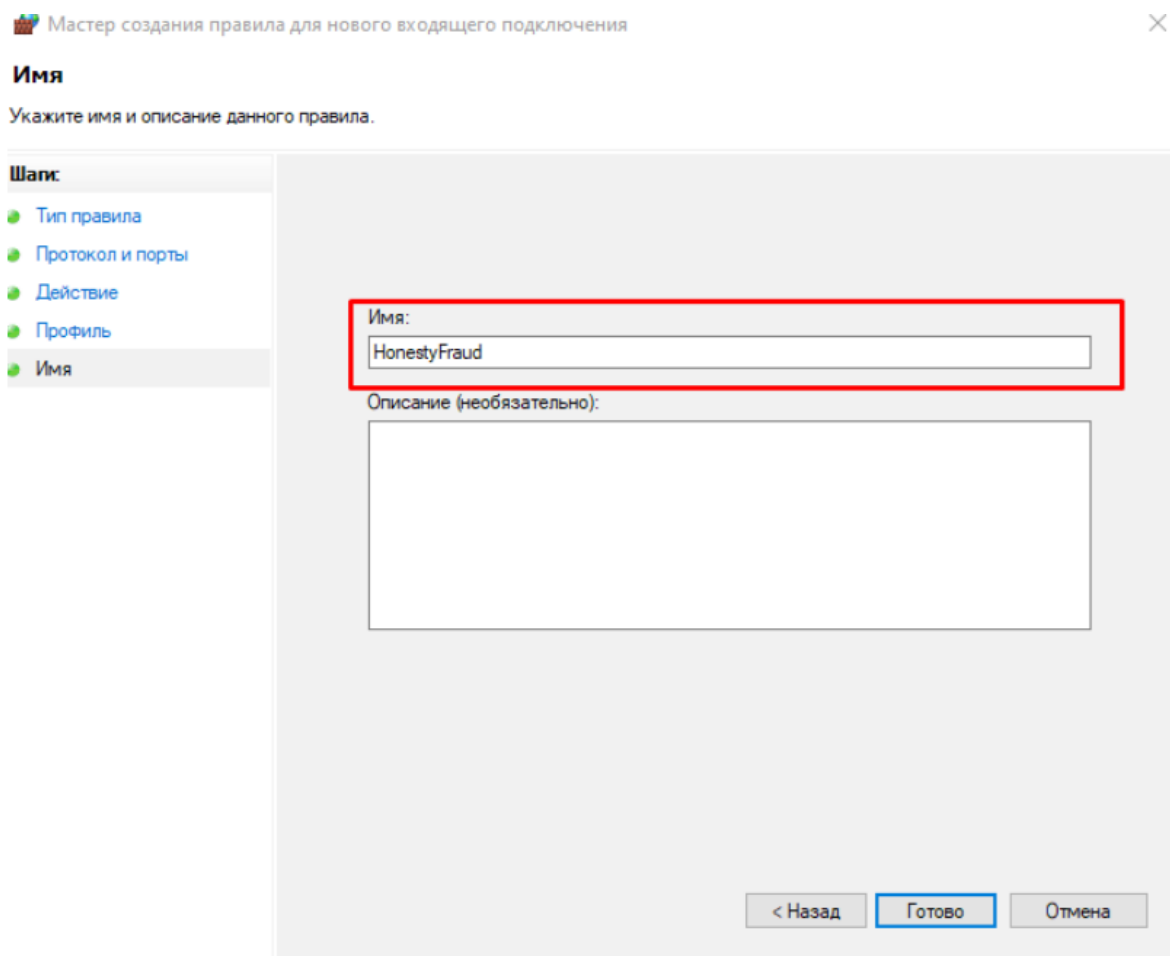 Мастер создания правила для нового входящего подключения
Имя
Укажите имя и описание данного правила.
Шаги:
Тип правила
Протокол и порты
Действие
Профиль
Имя
Имя:
HonestyFraud
Описание (необязательно):
< Назад Готово Отмена